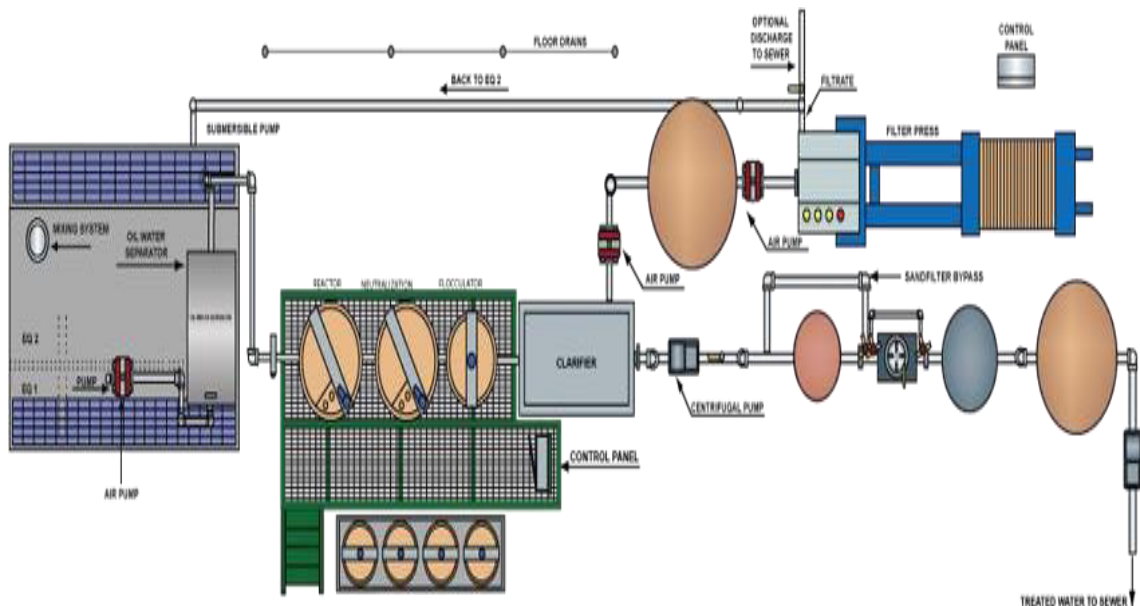 OPTIONAL
DISCHARGE
TO SEWER
CONTROL
PANEL
FLOOR DRAINS
BACK TO EQ 2
FILTRATE
SUBMERSIBLE PUMP
FILTER PRESS
MIXING SYSTEM
OIL WATER
SEPARATOR
AIR PUMP
AIR PUMP
SANDFILTER BYPASS
REACTOR
NEUTRALIZATION
FLOCCULATOR
EQ 2
CLARIFIER
EQ 1
PUMP
CENTRIFUGAL PUMP
CONTROL PANEL
AIR PUMP
TREATED WATER TO SEWER